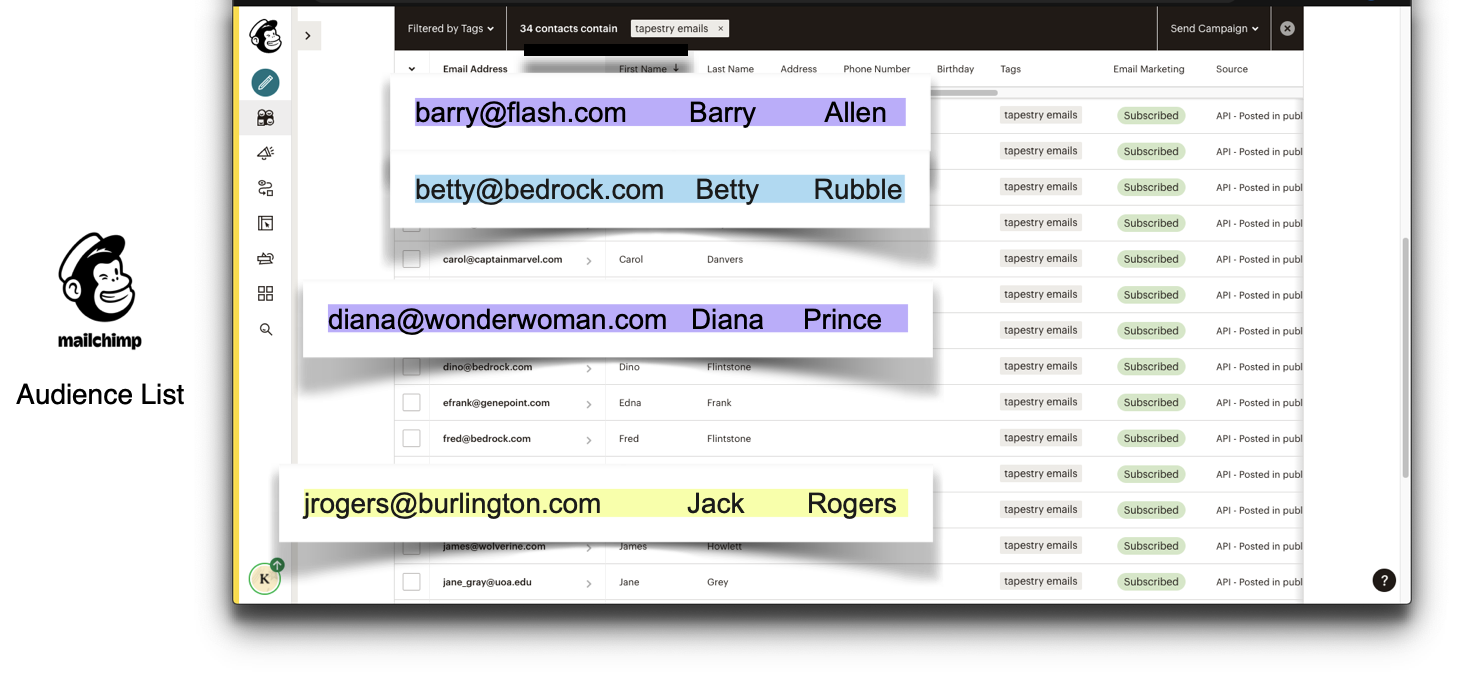 Filtered by Tags 34 contacts contain tapestry emails × Send Campaign
Email Address First Name Last Name Address Phone Number Birthday Tags Email Marketing Source
barry@flash.com Barry Allen tapestry emails Subscribed API - Posted in publ
tapestry emails Subscribed API - Posted in publ
betty@bedrock.com Betty Rubble tapestry emails Subscribed API - Posted in publ
tapestry emails Subscribed API - Posted in publ
carol@captainmarvel.com Carol Danvers tapestry emails Subscribed API - Posted in publ
tapestry emails Subscribed API - Posted in publ
diana@wonderwoman.com Diana Prince tapestry emails Subscribed API - Posted in publ
mailchimp
dino@bedrock.com Dino Flintstone tapestry emails Subscribed API - Posted in publ
Audience List
efrank@genepoint.com Edna Frank tapestry emails Subscribed API - Posted in publ
fred@bedrock.com Fred Flintstone tapestry emails Subscribed API - Posted in publ
tapestry emails Subscribed API - Posted in publ
jrogers@burlington.com Jack Rogers tapestry emails Subscribed API - Posted in publ
james@wolverine.com James Howlett tapestry emails Subscribed API - Posted in publ
K jane_gray@uoa.edu Jane Grey tapestry emails Subscribed API - Posted in publ
?